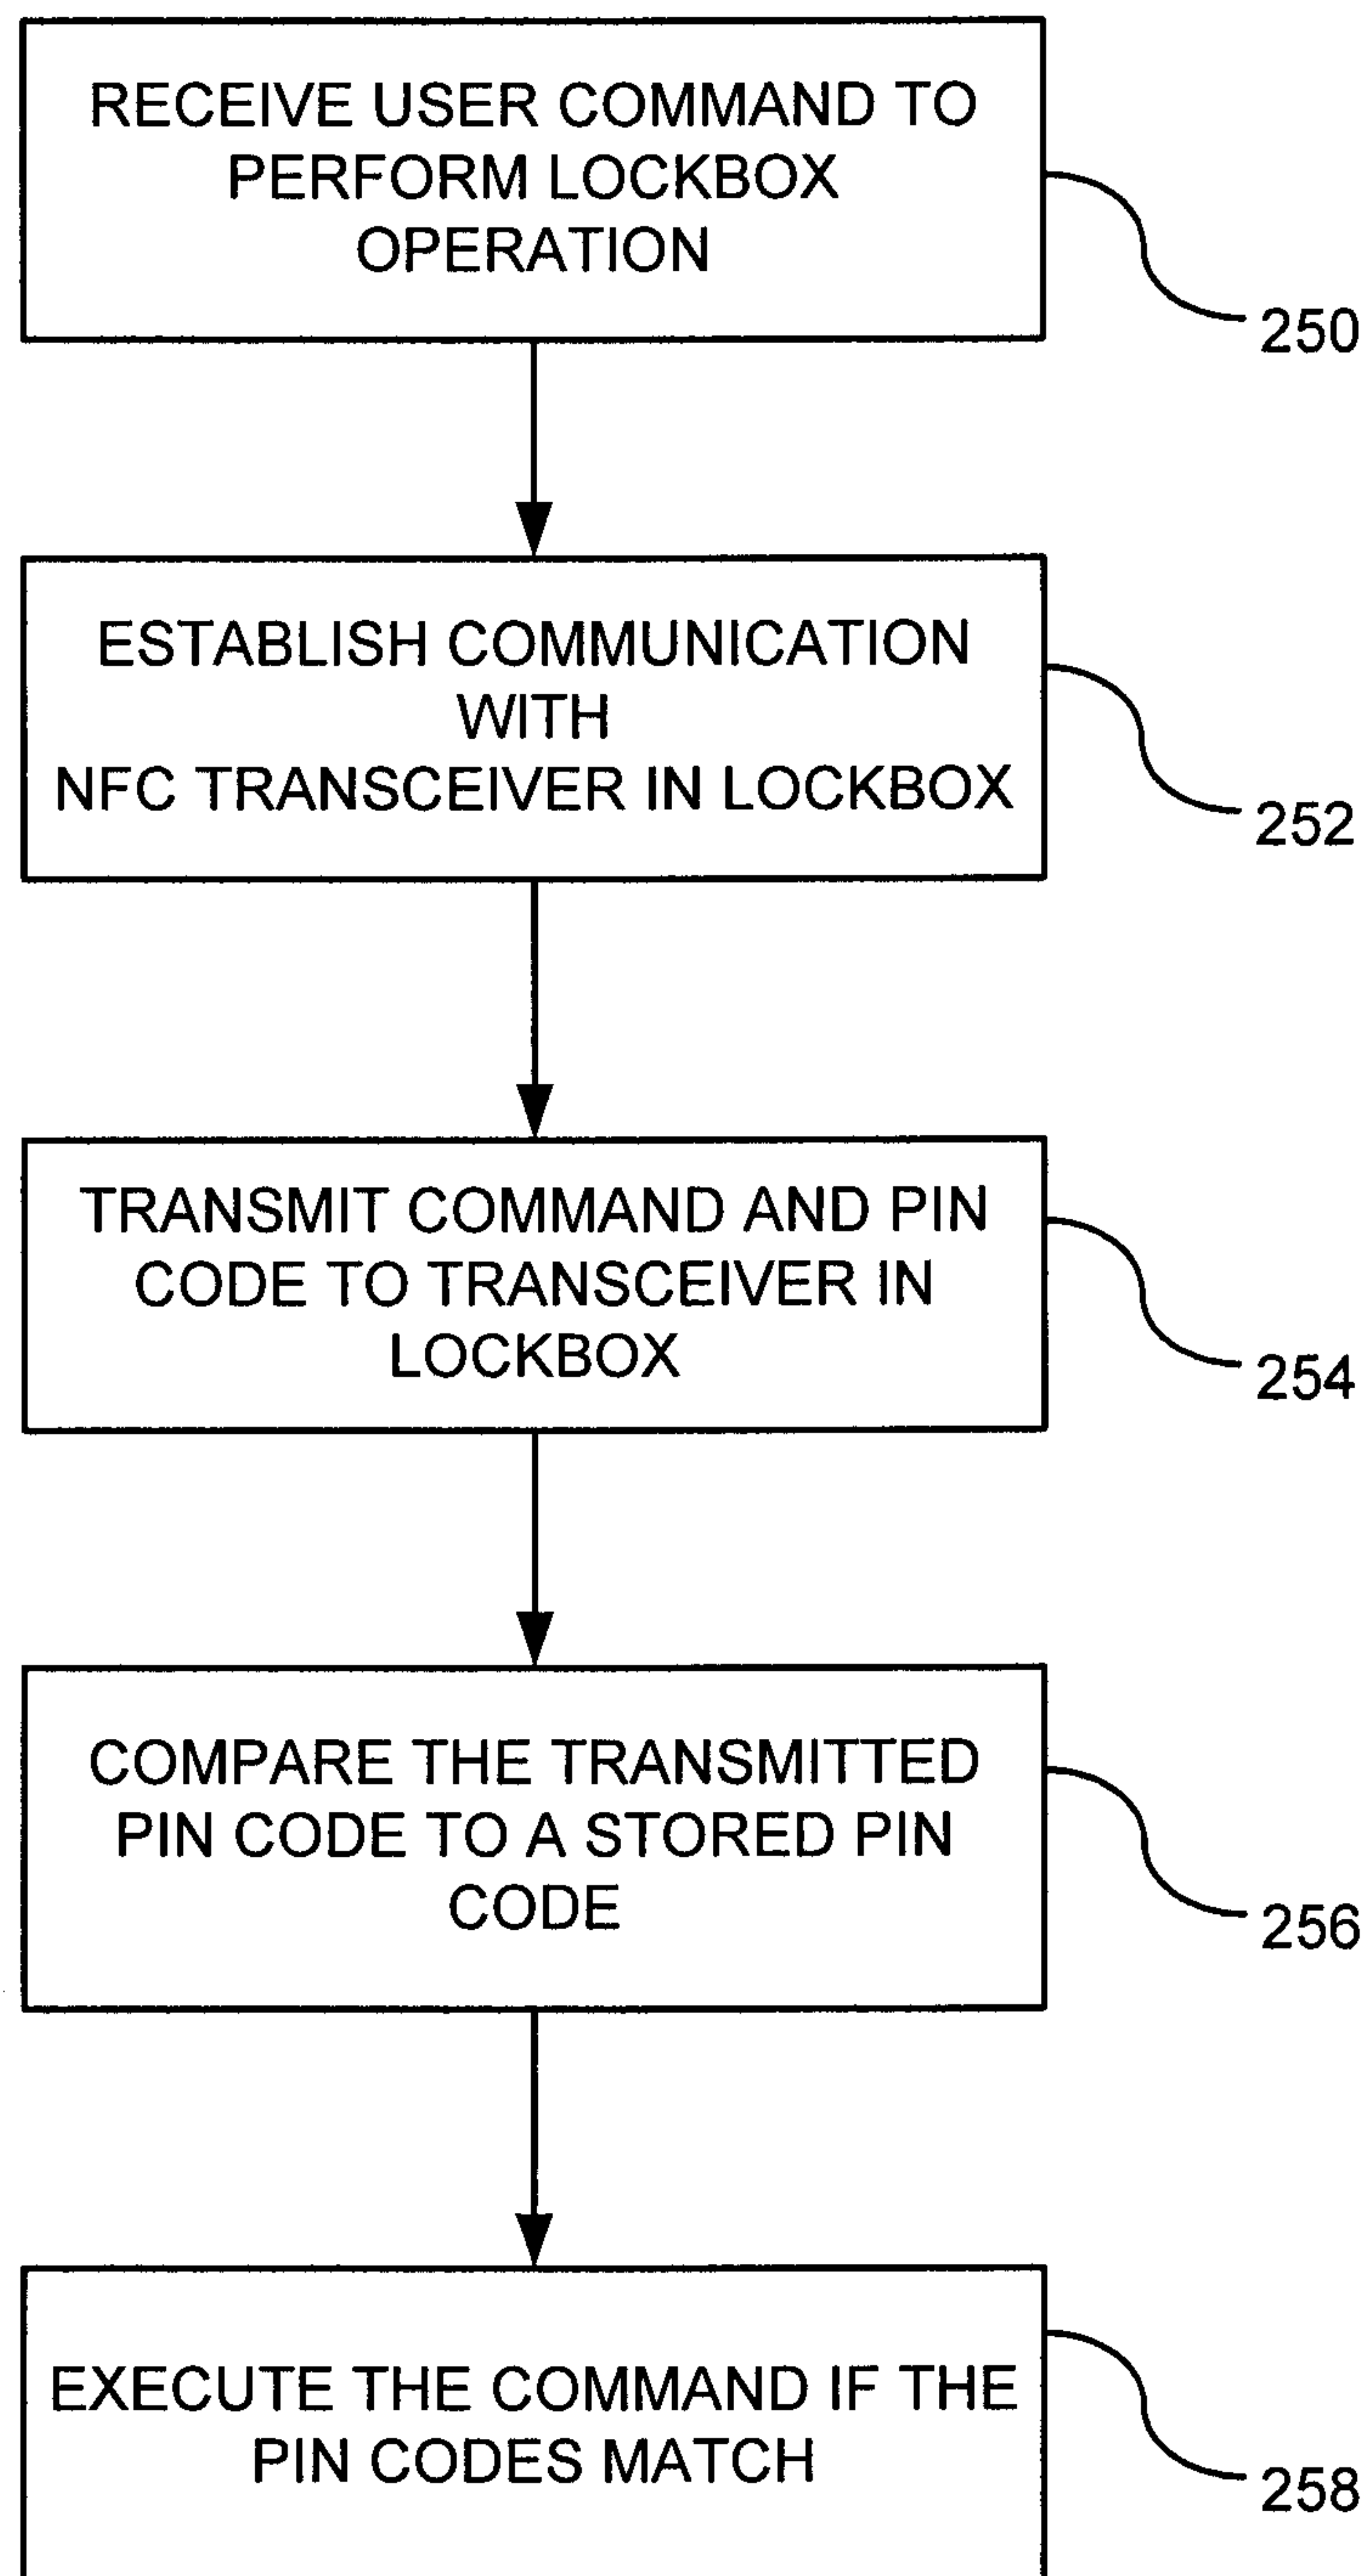 RECEIVE USER COMMAND TO
PERFORM LOCKBOX
OPERATION
250
ESTABLISH COMMUNICATION
WITH
NFC TRANSCEIVER IN LOCKBOX
252
TRANSMIT COMMAND AND PIN
CODE TO TRANSCEIVER IN
LOCKBOX
254
COMPARE THE TRANSMITTED
PIN CODE TO A STORED PIN
CODE
256
EXECUTE THE COMMAND IF THE
PIN CODES MATCH
258